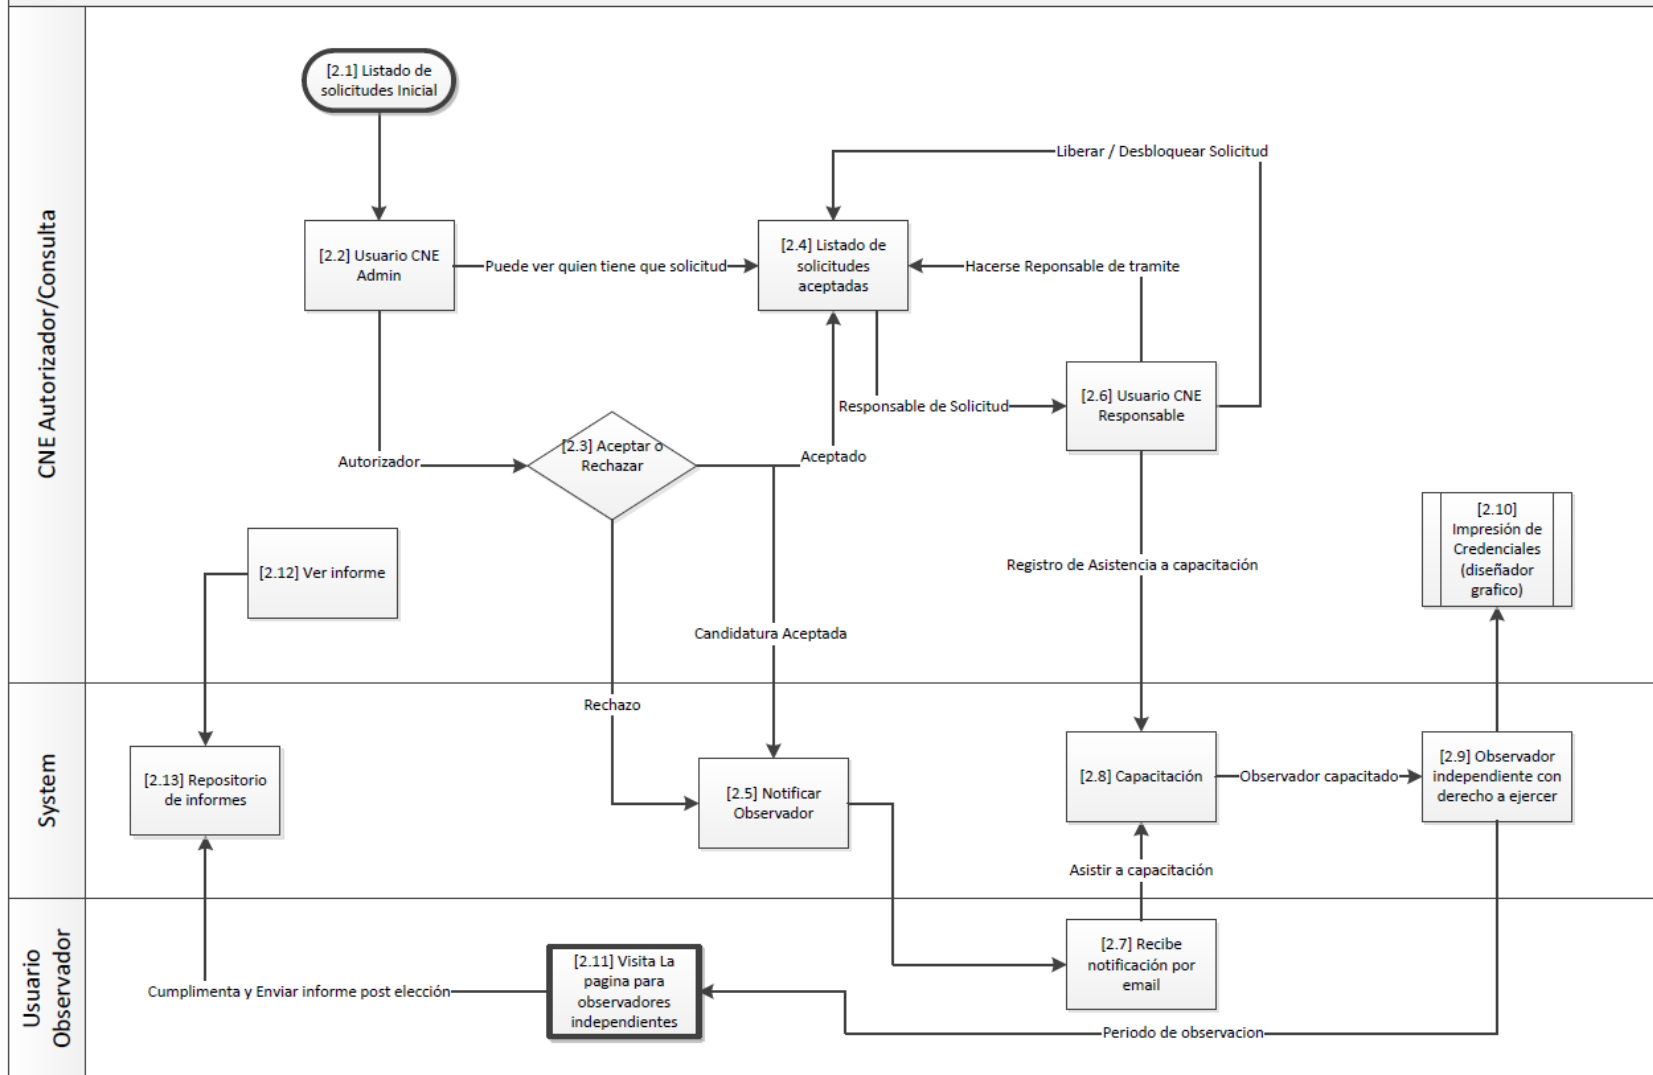 CNE Autorizador/Consulta
[2.1] Listado de
solicitudes Inicial
Liberar / Desbloquear Solicitud
[2.2] Usuario CNE
Admin
Puede ver quien tiene que solicitud
[2.4] Listado de
solicitudes
aceptadas
Hacerse Reponsable de tramite
Responsable de Solicitud
[2.6] Usuario CNE
Responsable
Autorizador
[2.3] Aceptar o
Rechazar
Aceptado
[2.12] Ver informe
Registro de Asistencia a capacitación
[2.10]
Impresión de
Credenciales
(diseñador
grafico)
Candidatura Aceptada
System
Rechazo
[2.13] Repositorio
de informes
[2.5] Notificar
Observador
[2.8] Capacitación
Observador capacitado
[2.9] Observador
independiente con
derecho a ejercer
Asistir a capacitación
Usuario
Observador
Cumplimenta y Enviar informe post elección
[2.11] Visita La
pagina para
observadores
independientes
[2.7] Recibe
notificación por
email
Periodo de observacion